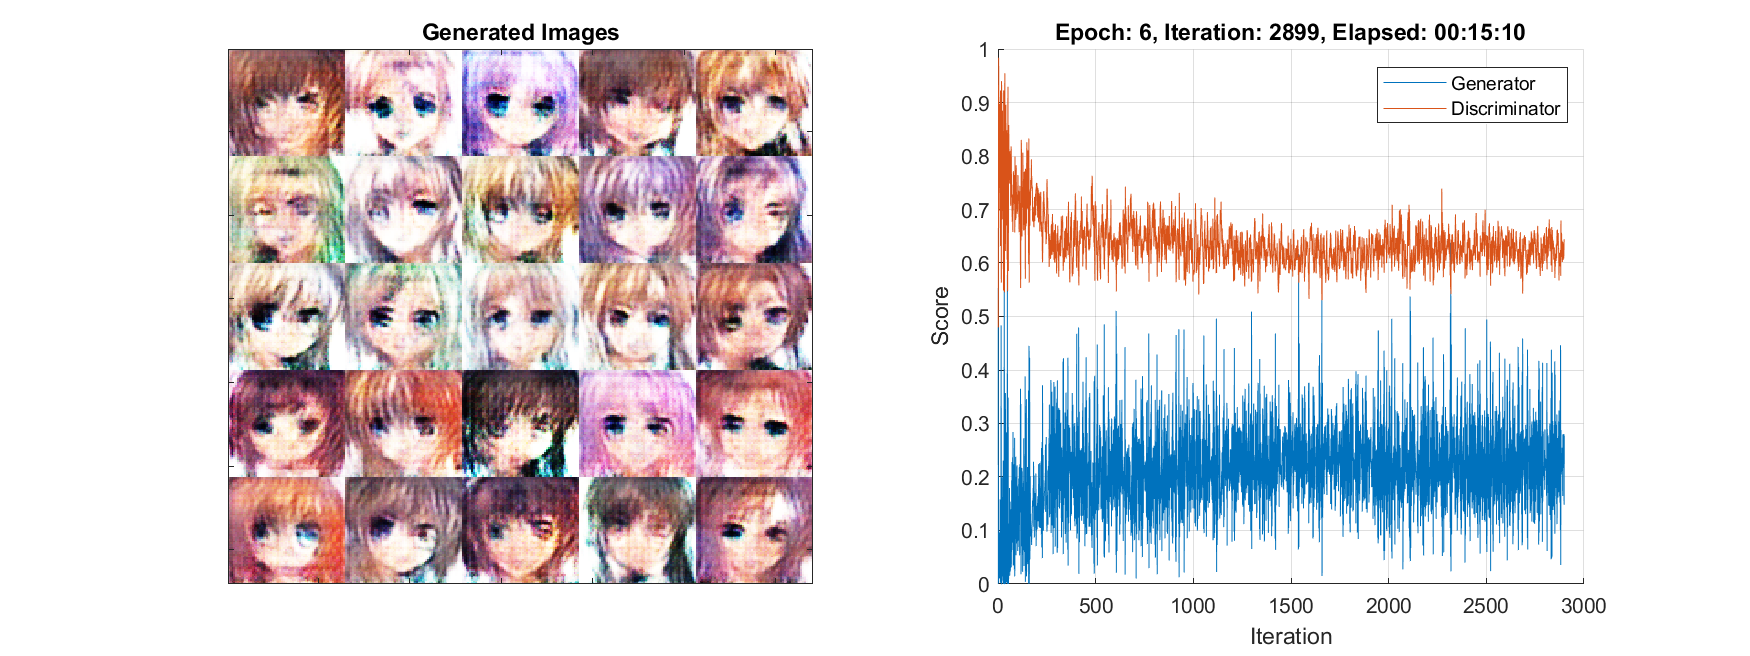 Generated Images
Epoch: 6, Iteration: 2899, Elapsed: 00:15:10
Generator
Discriminator
1
0.9
0.8
0.7
0.6
0.5
0.4
0.3
0.2
0.1
0
Score
0 500 1000 1500 2000 2500 3000
Iteration